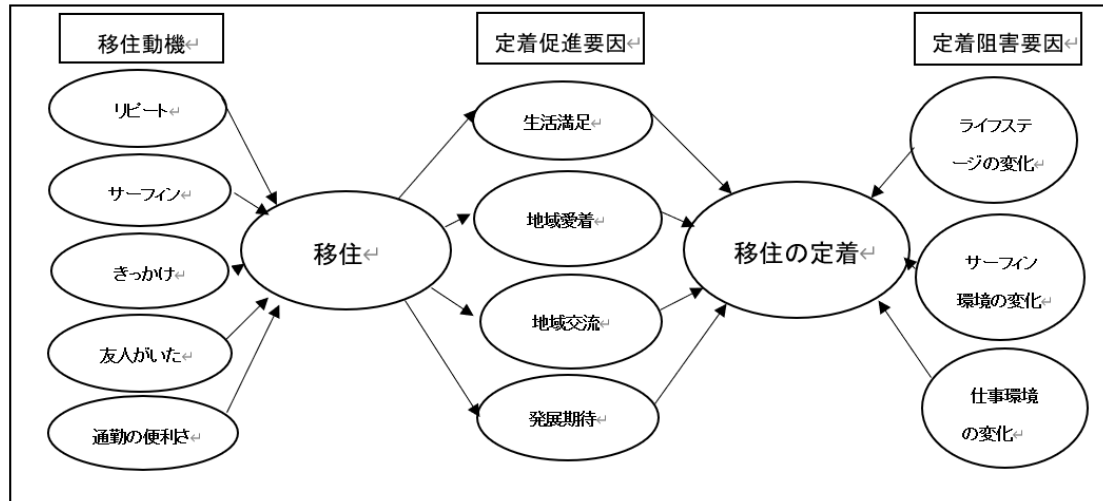 移住動機
定着促進要因
定着阻害要因
リピート
サーフィン
きっかけ
友人がいた
通勤の便利さ
移住
生活満足
地域愛着
地域交流
発展期待
移住の定着
ライフステ
ージの変化
サーフィン
環境の変化
仕事環境
の変化